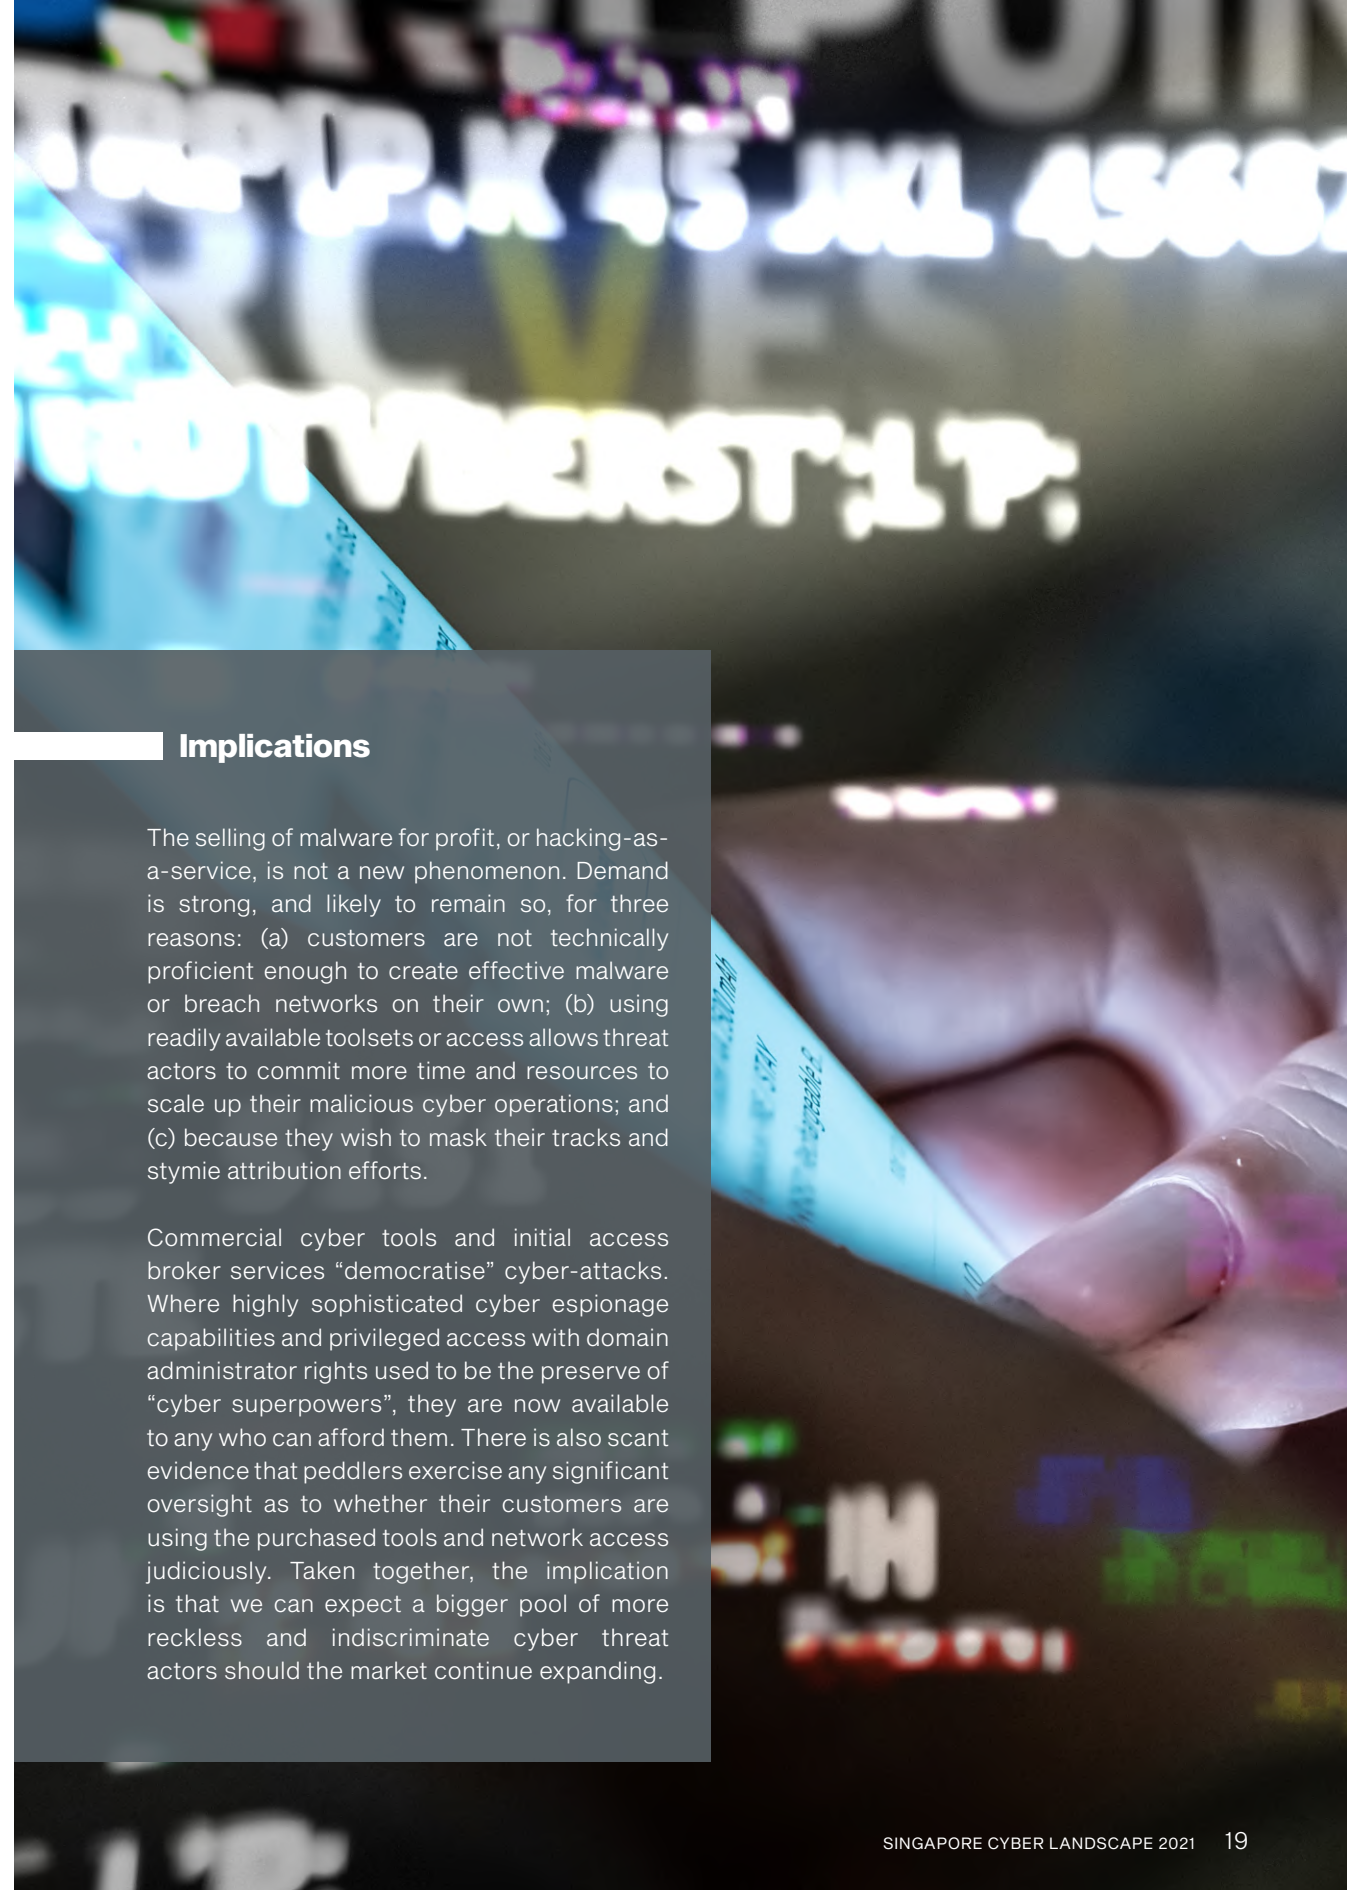 POIN
.K 45 JKL 45687
RCVEST
TVBERST;1 P;
Implications
The selling of malware for profit, or hacking-as-
a-service, is not a new phenomenon. Demand
is strong, and likely to remain so, for three
reasons: (a) customers are not technically
proficient enough to create effective malware
or breach networks on their own; (b) using
readily available toolsets or access allows threat
actors to commit more time and resources to
scale up their malicious cyber operations; and
(c) because they wish to mask their tracks and
stymie attribution efforts.
Commercial cyber tools and initial access
broker services “democratise” cyber-attacks.
Where highly sophisticated cyber espionage
capabilities and privileged access with domain
administrator rights used to be the preserve of
“cyber superpowers”, they are now available
to any who can afford them. There is also scant
evidence that peddlers exercise any significant
oversight as to whether their customers are
using the purchased tools and network access
judiciously. Taken together, the implication
is that we can expect a bigger pool of more
reckless and indiscriminate cyber threat
actors should the market continue expanding.
SINGAPORE CYBER LANDSCAPE 2021 19